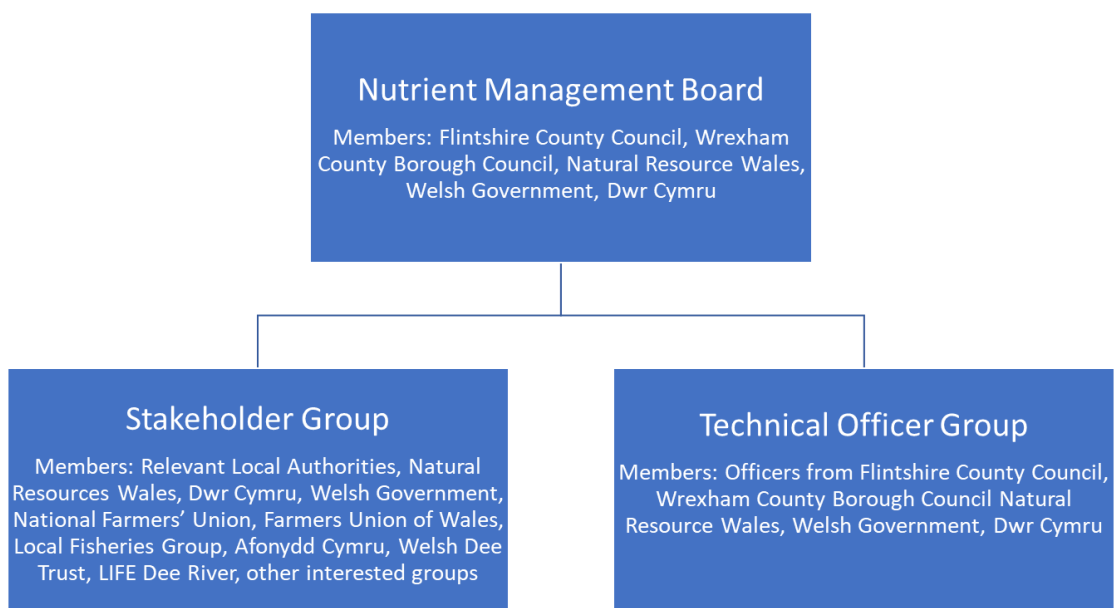 Nutrient Management Board
Members: Flintshire County Council, Wrexham
County Borough Council, Natural Resource Wales,
Welsh Government, Dwr Cymru
Stakeholder Group
Members: Relevant Local Authorities, Natural
Resources Wales, Dwr Cymru, Welsh Government,
National Farmers’ Union, Farmers Union of Wales,
Local Fisheries Group, Afonydd Cymru, Welsh Dee
Trust, LIFE Dee River, other interested groups
Technical Officer Group
Members: Officers from Flintshire County Council,
Wrexham County Borough Council Natural
Resource Wales, Welsh Government, Dwr Cymru